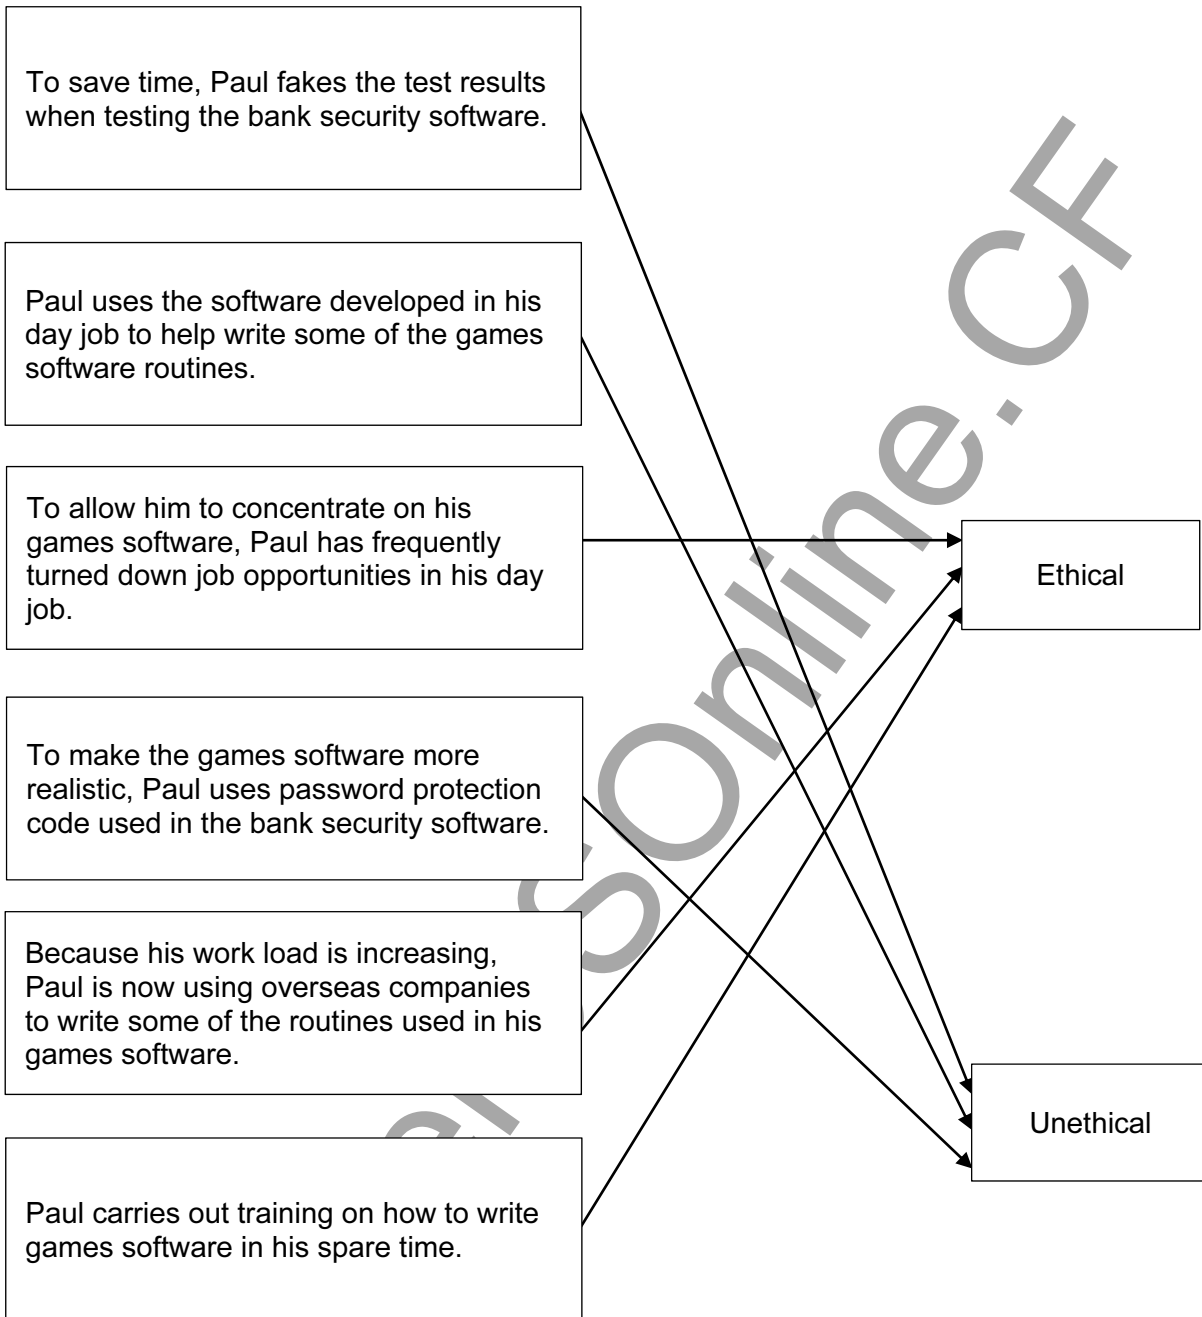 To save time, Paul fakes the test results
when testing the bank security software.
Paul uses the software developed in his
day job to help write some of the games
software routines.
To allow him to concentrate on his
games software, Paul has frequently
turned down job opportunities in his day
job.
Ethical
To make the games software more
realistic, Paul uses password protection
code used in the bank security software.
Because his work load is increasing,
Paul is now using overseas companies
to write some of the routines used in his
games software.
Unethical
Paul carries out training on how to write
games software in his spare time.
SOnline.CF